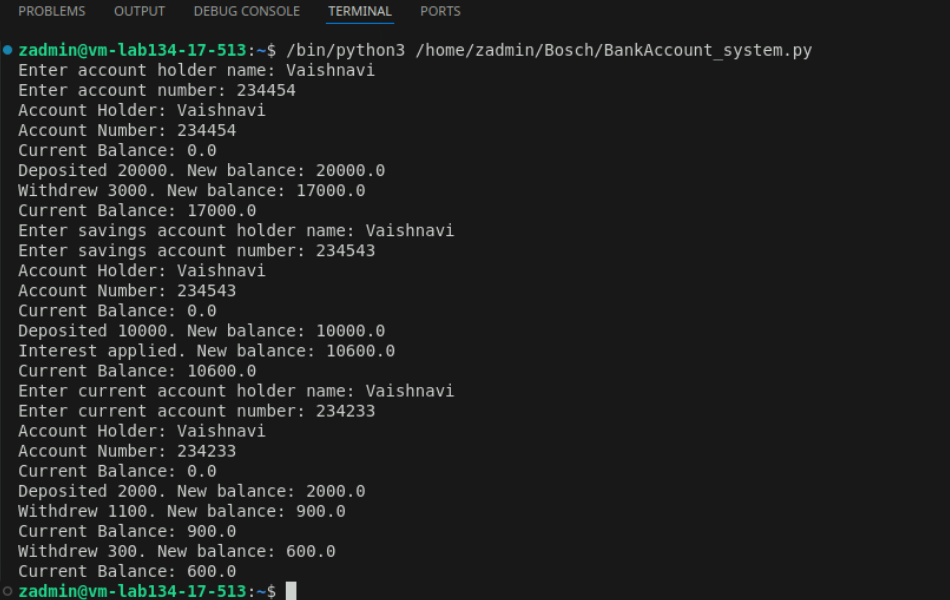 PROBLEMS OUTPUT DEBUG CONSOLE TERMINAL PORTS
zadmin@vm-lab134-17-513:~$ /bin/python3 /home/zadmin/Bosch/BankAccount_system.py
Enter account holder name: Vaishnavi
Enter account number: 234454
Account Holder: Vaishnavi
Account Number: 234454
Current Balance: 0.0
Deposited 20000. New balance: 20000.0
Withdrew 3000. New balance: 17000.0
Current Balance: 17000.0
Enter savings account holder name: Vaishnavi
Enter savings account number: 234543
Account Holder: Vaishnavi
Account Number: 234543
Current Balance: 0.0
Deposited 10000. New balance: 10000.0
Interest applied. New balance: 10600.0
Current Balance: 10600.0
Enter current account holder name: Vaishnavi
Enter current account number: 234233
Account Holder: Vaishnavi
Account Number: 234233
Current Balance: 0.0
Deposited 2000. New balance: 2000.0
Withdrew 1100. New balance: 900.0
Current Balance: 900.0
Withdrew 300. New balance: 600.0
Current Balance: 600.0
zadmin@vm-lab134-17-513:~$